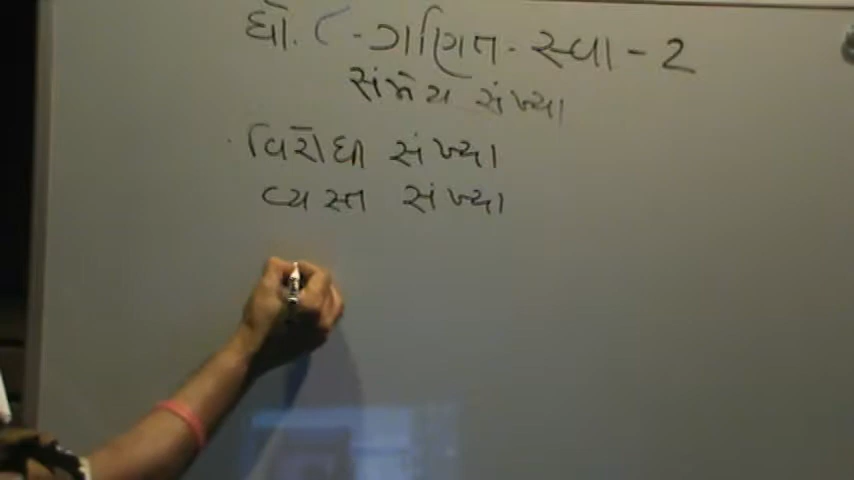 ધો. ૮ - ગણિત - સ્વા - 2
સંમેય સંખ્યા
વિરોધી સંખ્યા
વ્યસ્ત સંખ્યા